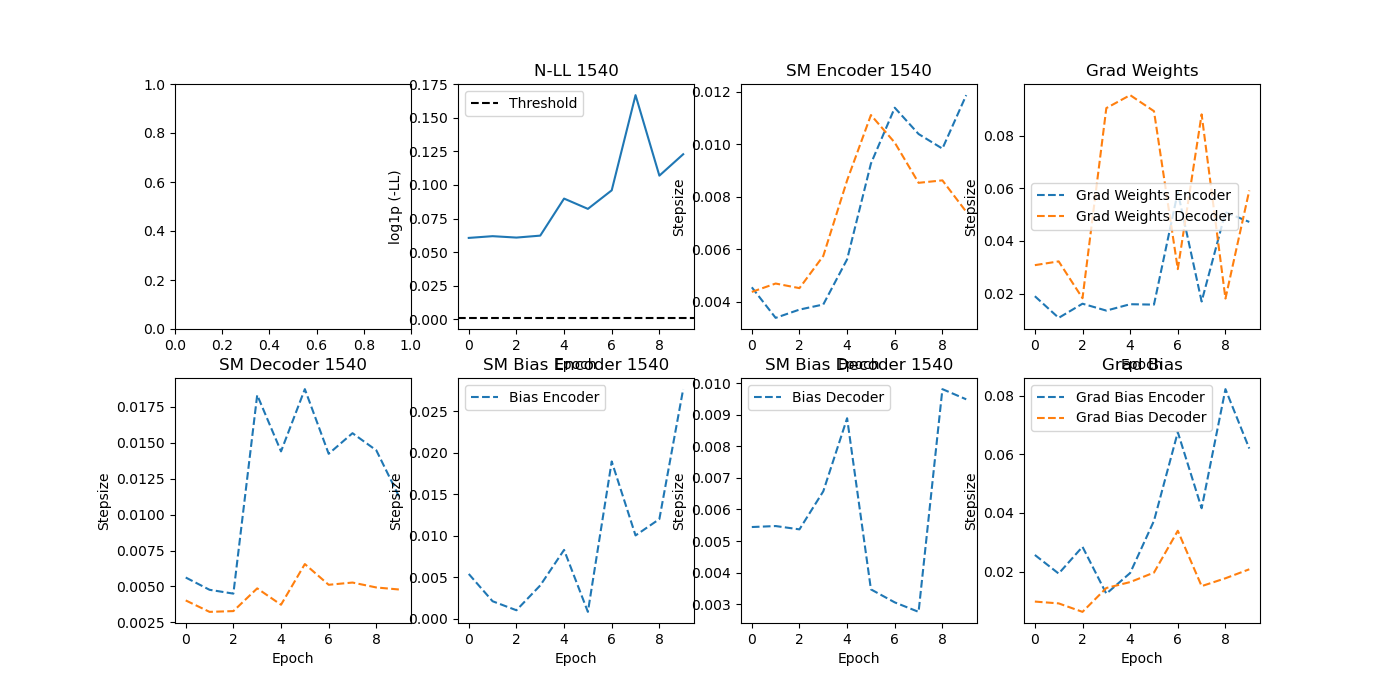 N-LL 1540
SM Encoder 1540
Grad Weights
1.0
0.8
0.6
0.4
0.2
0.0
0.0 0.2 0.4 0.6 0.8 1.0
log1p (-LL)
0.175
0.150
0.125
0.100
0.075
0.050
0.025
0.000
Threshold
0 2 4 6 8
Epoch
Stepsize
0.012
0.010
0.008
0.006
0.004
0 2 4 6 8
Epoch
Stepsize
0.08
0.06
0.04
0.02
Grad Weights Encoder
Grad Weights Decoder
0 2 4 6 8
Epoch
SM Decoder 1540
SM Bias Encoder 1540
SM Bias Decoder 1540
Grad Bias
Stepsize
0.0175
0.0150
0.0125
0.0100
0.0075
0.0050
0.0025
0 2 4 6 8
Epoch
Stepsize
0.025
0.020
0.015
0.010
0.005
0.000
Bias Encoder
0 2 4 6 8
Epoch
Stepsize
0.010
0.009
0.008
0.007
0.006
0.005
0.004
0.003
Bias Decoder
0 2 4 6 8
Epoch
Stepsize
0.08
0.06
0.04
0.02
Grad Bias Encoder
Grad Bias Decoder
0 2 4 6 8
Epoch